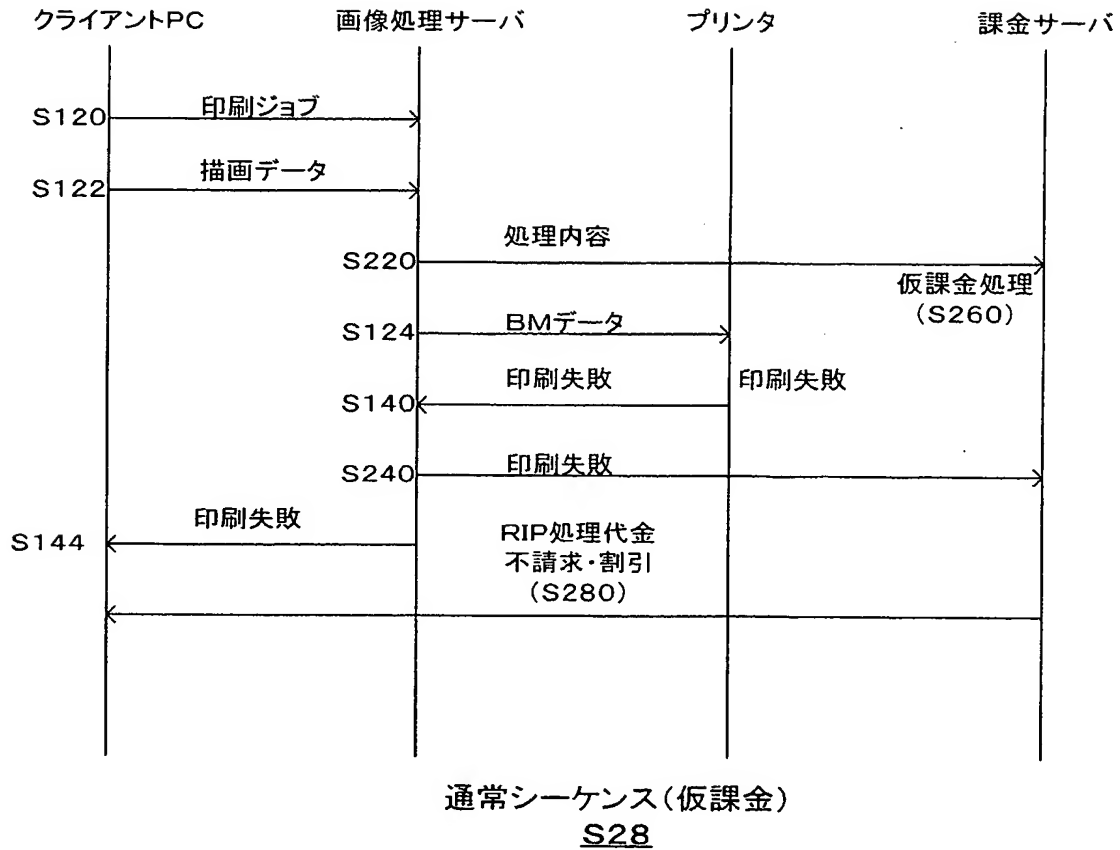 クライアントPC 画像処理サーバ プリンタ 課金サーバ
S120 印刷ジョブ
S122 描画データ
S220 処理内容
仮課金処理
(S260)
S124 BMデータ
S140 印刷失敗 印刷失敗
S240 印刷失敗
S144 印刷失敗
RIP処理代金
不請求・割引
(S280)
通常シーケンス(仮課金)
S28